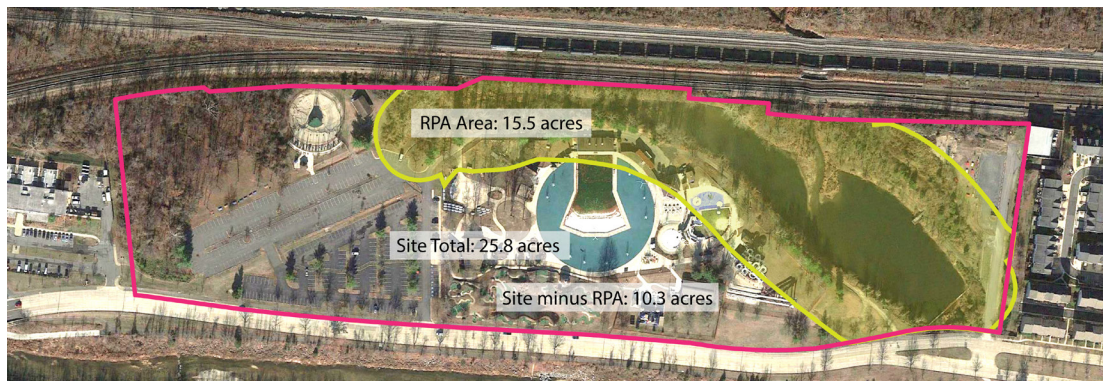 RPA Area: 15.5 acres
Site Total: 25.8 acres
Site minus RPA: 10.3 acres